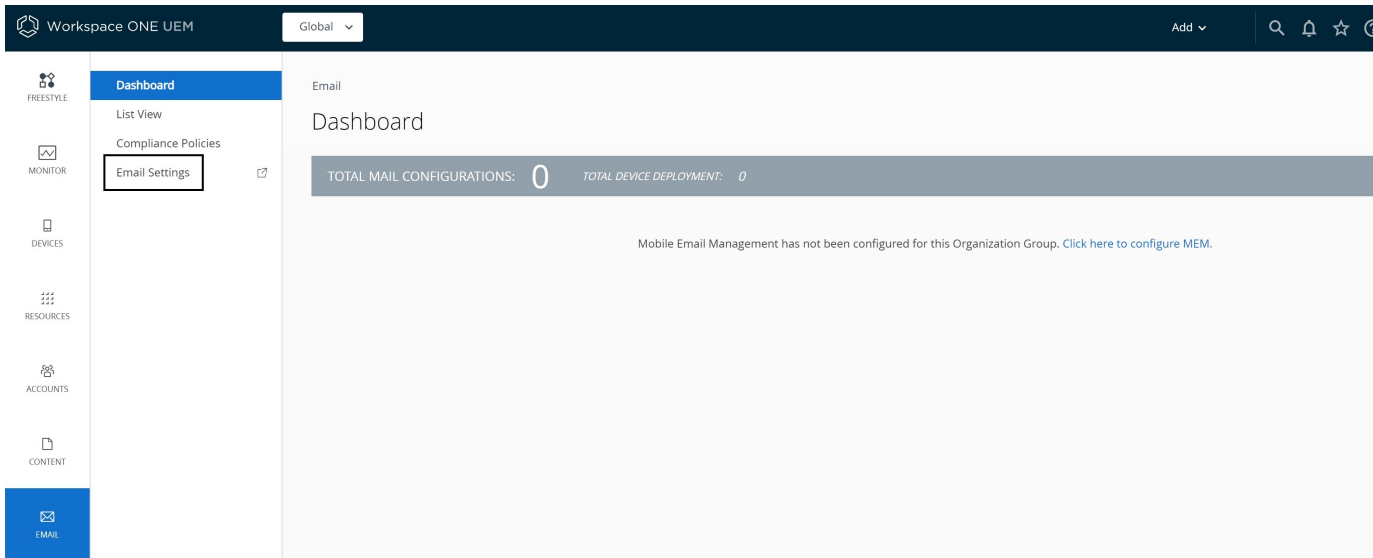 Workspace ONE UEM
Global
Add
FREESTYLE
MONITOR
DEVICES
RESOURCES
ACCOUNTS
CONTENT
EMAIL
Dashboard
List View
Compliance Policies
Email Settings
Email
Dashboard
TOTAL MAIL CONFIGURATIONS: 0 TOTAL DEVICE DEPLOYMENT: 0
Mobile Email Management has not been configured for this Organization Group. Click here to configure MEM.